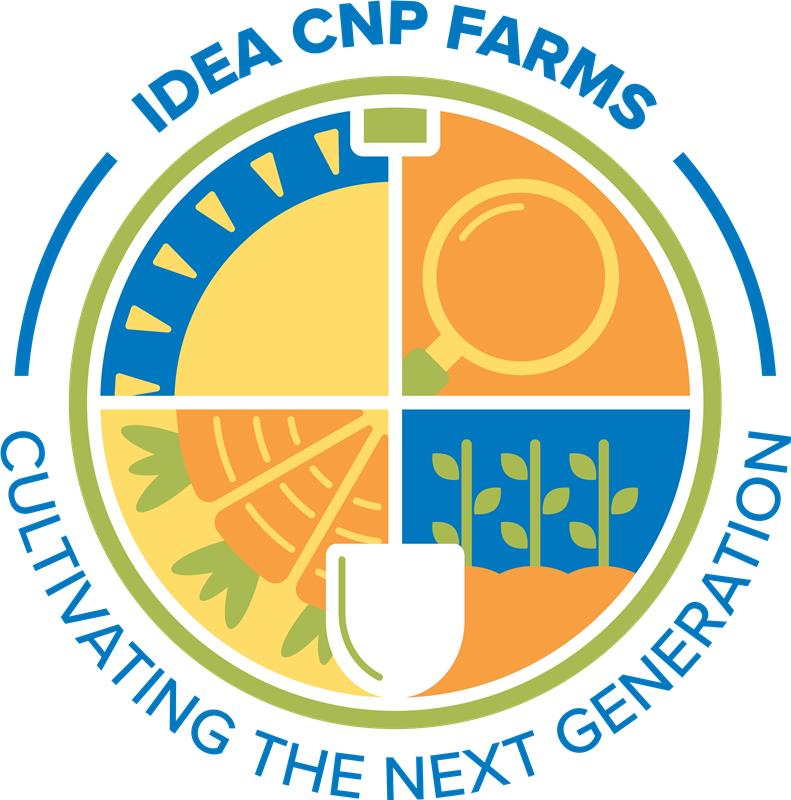 IDEA CNP FARMS
CULTIVATING THE NEXT GENERATION